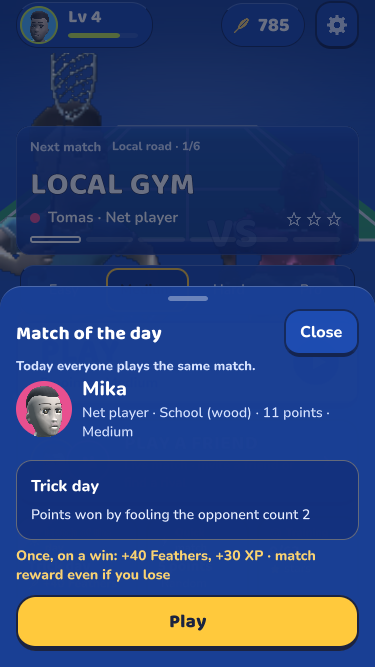 Lv 4
785
Next match Local road · 1/6
LOCAL GYM
Tomas · Net player
VS
Match of the day
Close
Today everyone plays the same match.
Mika
Net player · School (wood) · 11 points ·
Medium
Trick day
Points won by fooling the opponent count 2
Once, on a win: +40 Feathers, +30 XP · match
reward even if you lose
Play